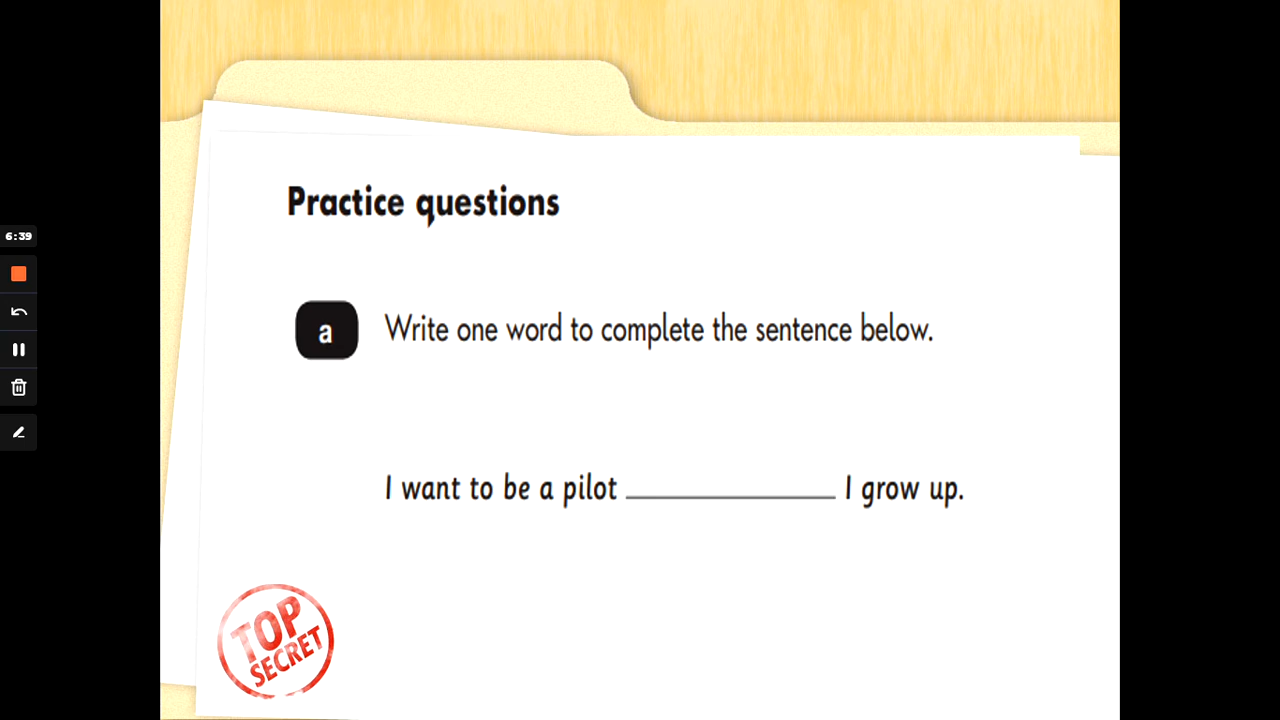 Practice questions
6:39
a Write one word to complete the sentence below.
I want to be a pilot ____________ I grow up.
TOP
SECRET